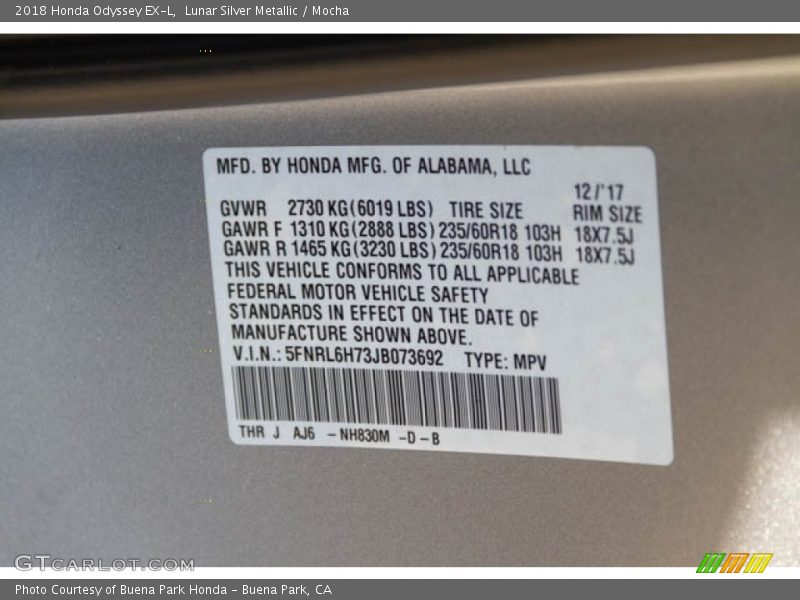 2018 Honda Odyssey EX-L, Lunar Silver Metallic / Mocha
MFD. BY HONDA MFG. OF ALABAMA, LLC
12/'17
GVWR 2730 KG(6019 LBS) TIRE SIZE RIM SIZE
GAWR F 1310 KG(2888 LBS) 235/60R18 103H 18X7.5J
GAWR R 1465 KG(3230 LBS) 235/60R18 103H 18X7.5J
THIS VEHICLE CONFORMS TO ALL APPLICABLE
FEDERAL MOTOR VEHICLE SAFETY
STANDARDS IN EFFECT ON THE DATE OF
MANUFACTURE SHOWN ABOVE.
V.I.N.: 5FNRL6H73JB073692 TYPE: MPV
THR J AJ6 -NH830M -D-B
GTCARLOT.COM
Photo Courtesy of Buena Park Honda - Buena Park, CA